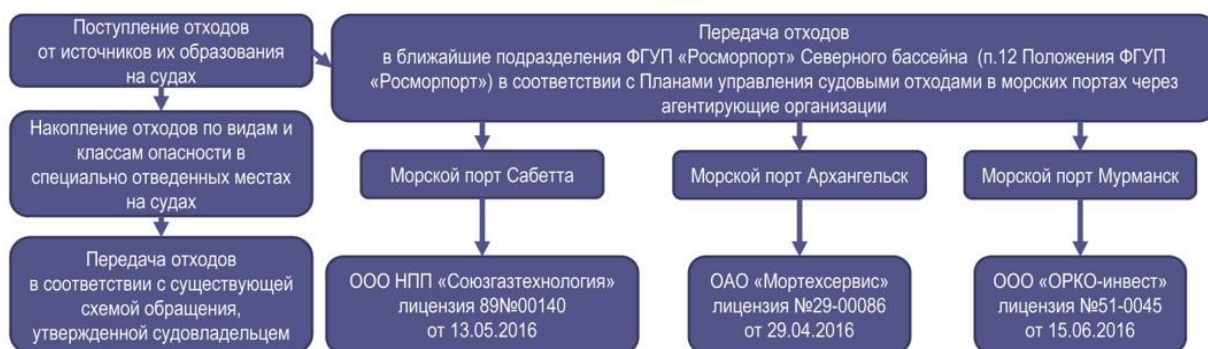 Поступление отходов
от источников их образования
на судах
Передача отходов
в ближайшие подразделения ФГУП «Росморпорт» Северного бассейна (п.12 Положения ФГУП
«Росморпорт») в соответствии с Планами управления судовыми отходами в морских портах через
агентирующие организации
Накопление отходов по видам и
классам опасности в
специально отведенных местах
на судах
Морской порт Сабетта
Морской порт Архангельск
Морской порт Мурманск
Передача отходов
в соответствии с существующей
схемой обращения,
утвержденной судовладельцем
ООО НПП «Союзгазтехнология»
лицензия 89№00140
от 13.05.2016
ОАО «Мортехсервис»
лицензия №29-00086
от 29.04.2016
ООО «ОРКО-инвест»
лицензия №51-0045
от 15.06.2016